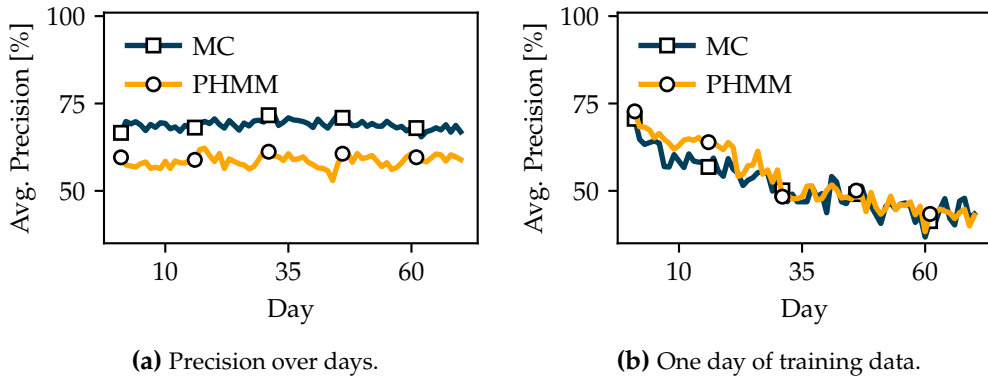 100
75
50
Avg. Precision [%]
MC
PHMM
10 35 60
Day
(a) Precision over days.
100
75
50
Avg. Precision [%]
MC
PHMM
10 35 60
Day
(b) One day of training data.